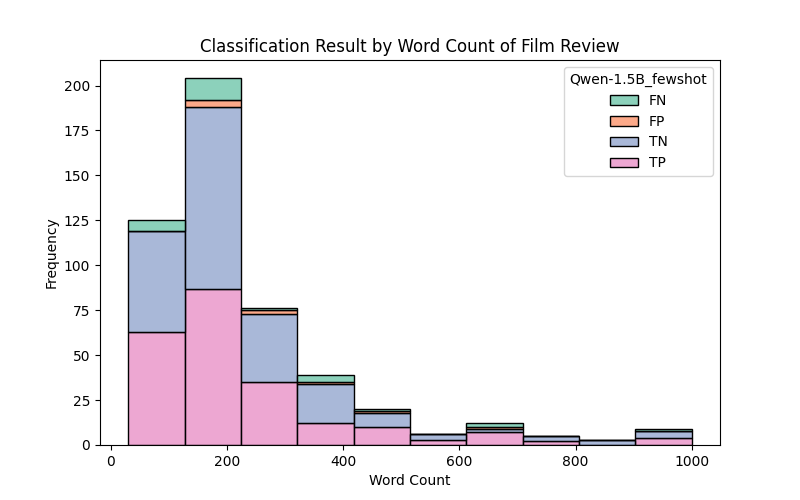 Classification Result by Word Count of Film Review
Qwen-1.5B_fewshot
FN
FP
TN
TP
Frequency
200
175
150
125
100
75
50
25
0
0 200 400 600 800 1000
Word Count